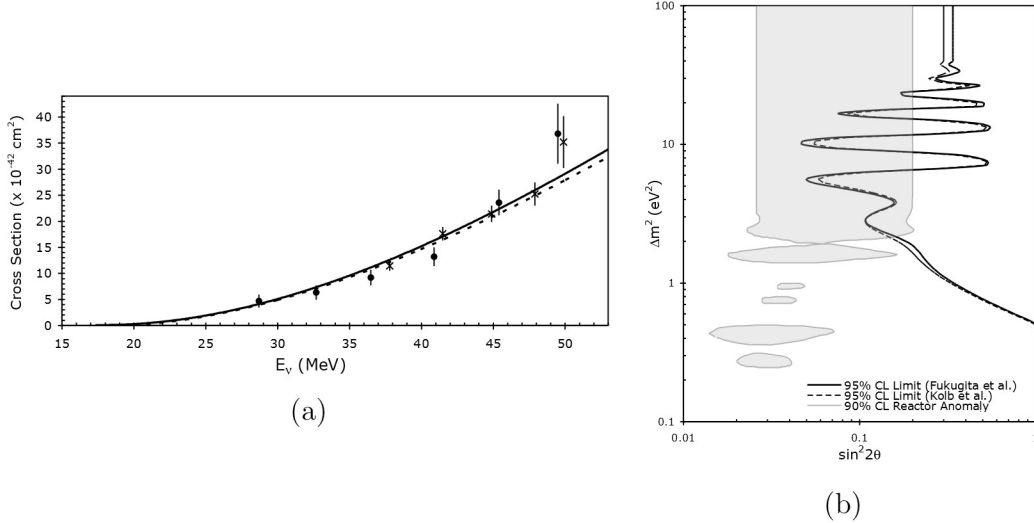 Cross Section (x 10⁻⁴² cm²)
40
35
30
25
20
15
10
5
0
15 20 25 30 35 40 45 50
Eᵥ (MeV)
(a)
Δm² (eV²)
100
10
1
0.1
95% CL Limit (Fukugita et al.)
95% CL Limit (Kolb et al.)
90% CL Reactor Anomaly
0.01 0.1 1
sin²2θ
(b)